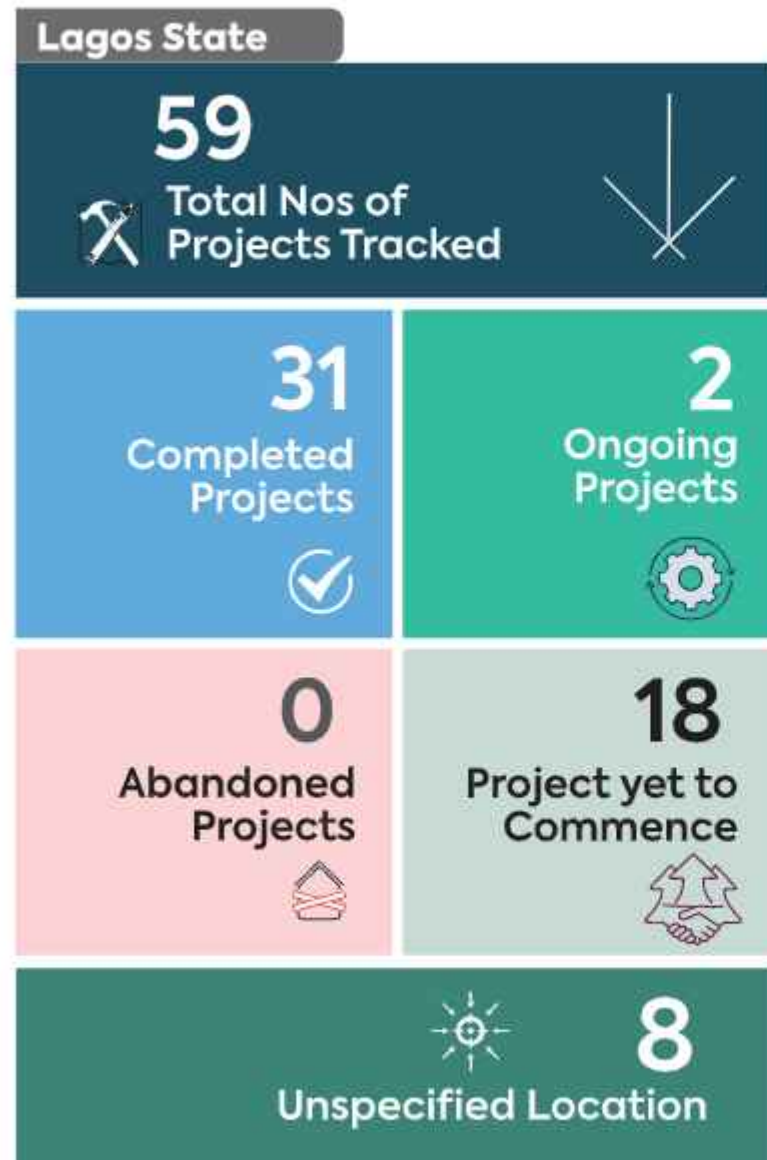 Lagos State
59
Total Nos of
Projects Tracked
31
Completed
Projects
2
Ongoing
Projects
0
Abandoned
Projects
18
Project yet to
Commence
8
Unspecified Location